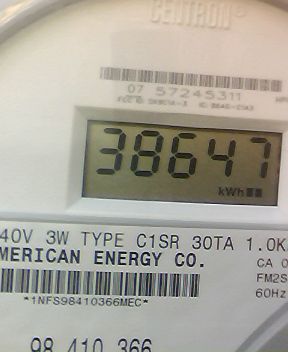 CENTRON®
07 57245311
38647
kWh
40V 3W TYPE C1SR 30TA 1.0K
MERICAN ENERGY CO.
CA 0
FM2S
60Hz
*1NFS98410366MEC*
98 410 366